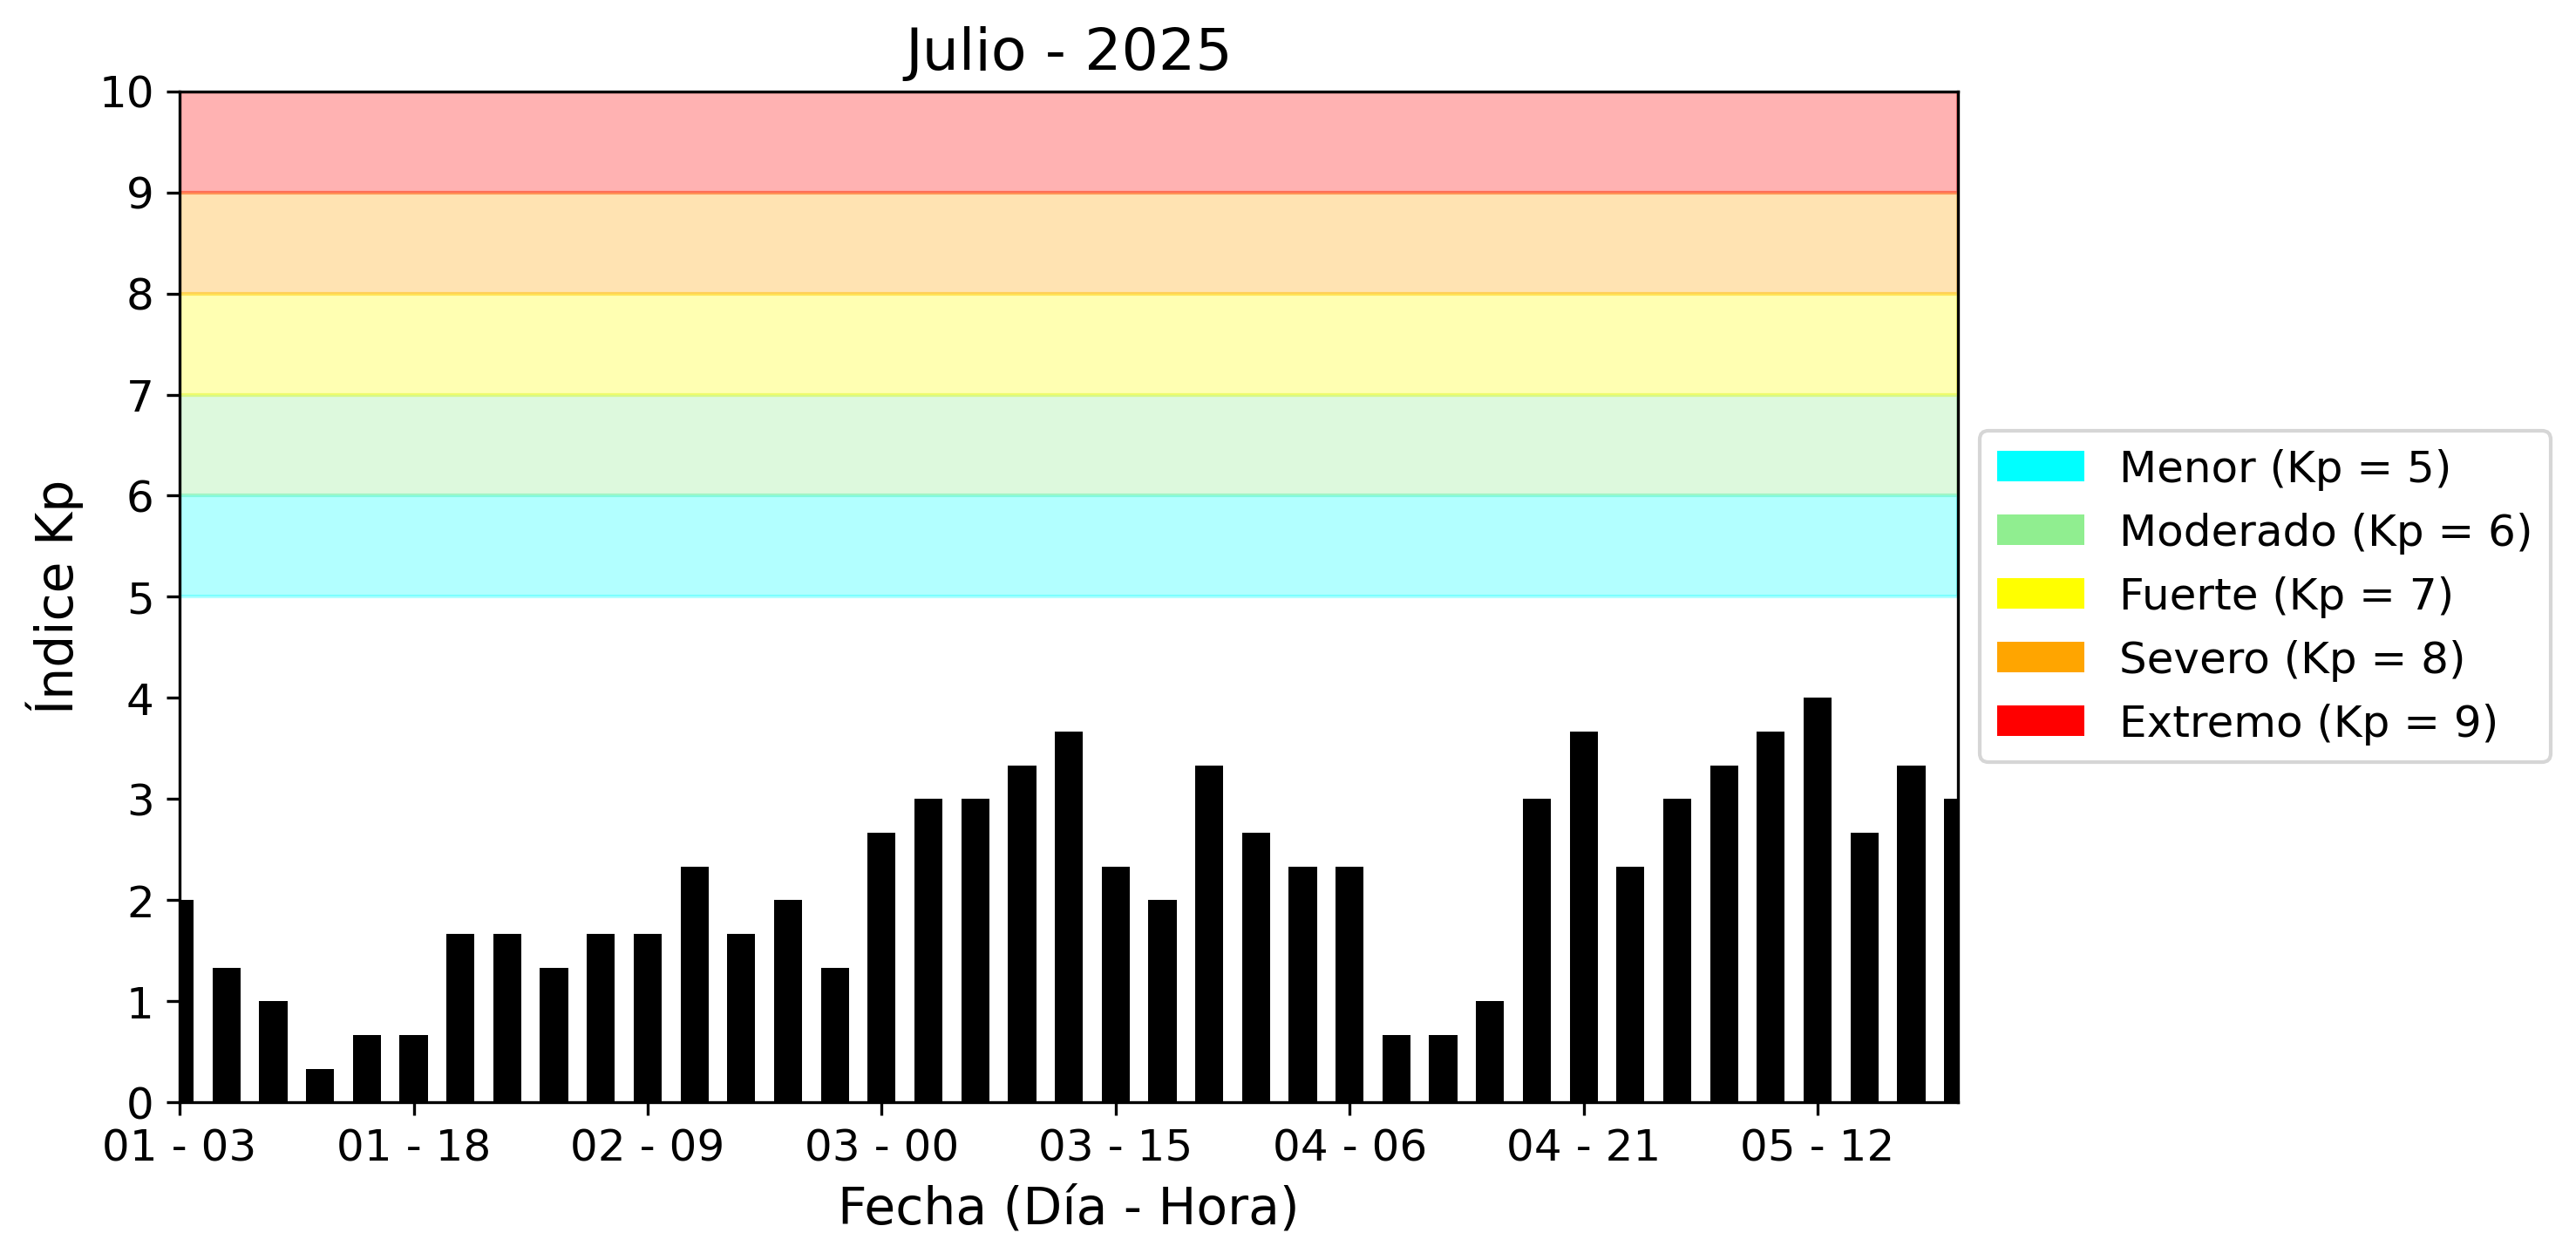 Julio - 2025
10
9
8
7
6
5
4
3
2
1
0
Índice Kp
01 - 03
01 - 18
02 - 09
03 - 00
03 - 15
04 - 06
04 - 21
05 - 12
Fecha (Día - Hora)
Menor (Kp = 5)
Moderado (Kp = 6)
Fuerte (Kp = 7)
Severo (Kp = 8)
Extremo (Kp = 9)